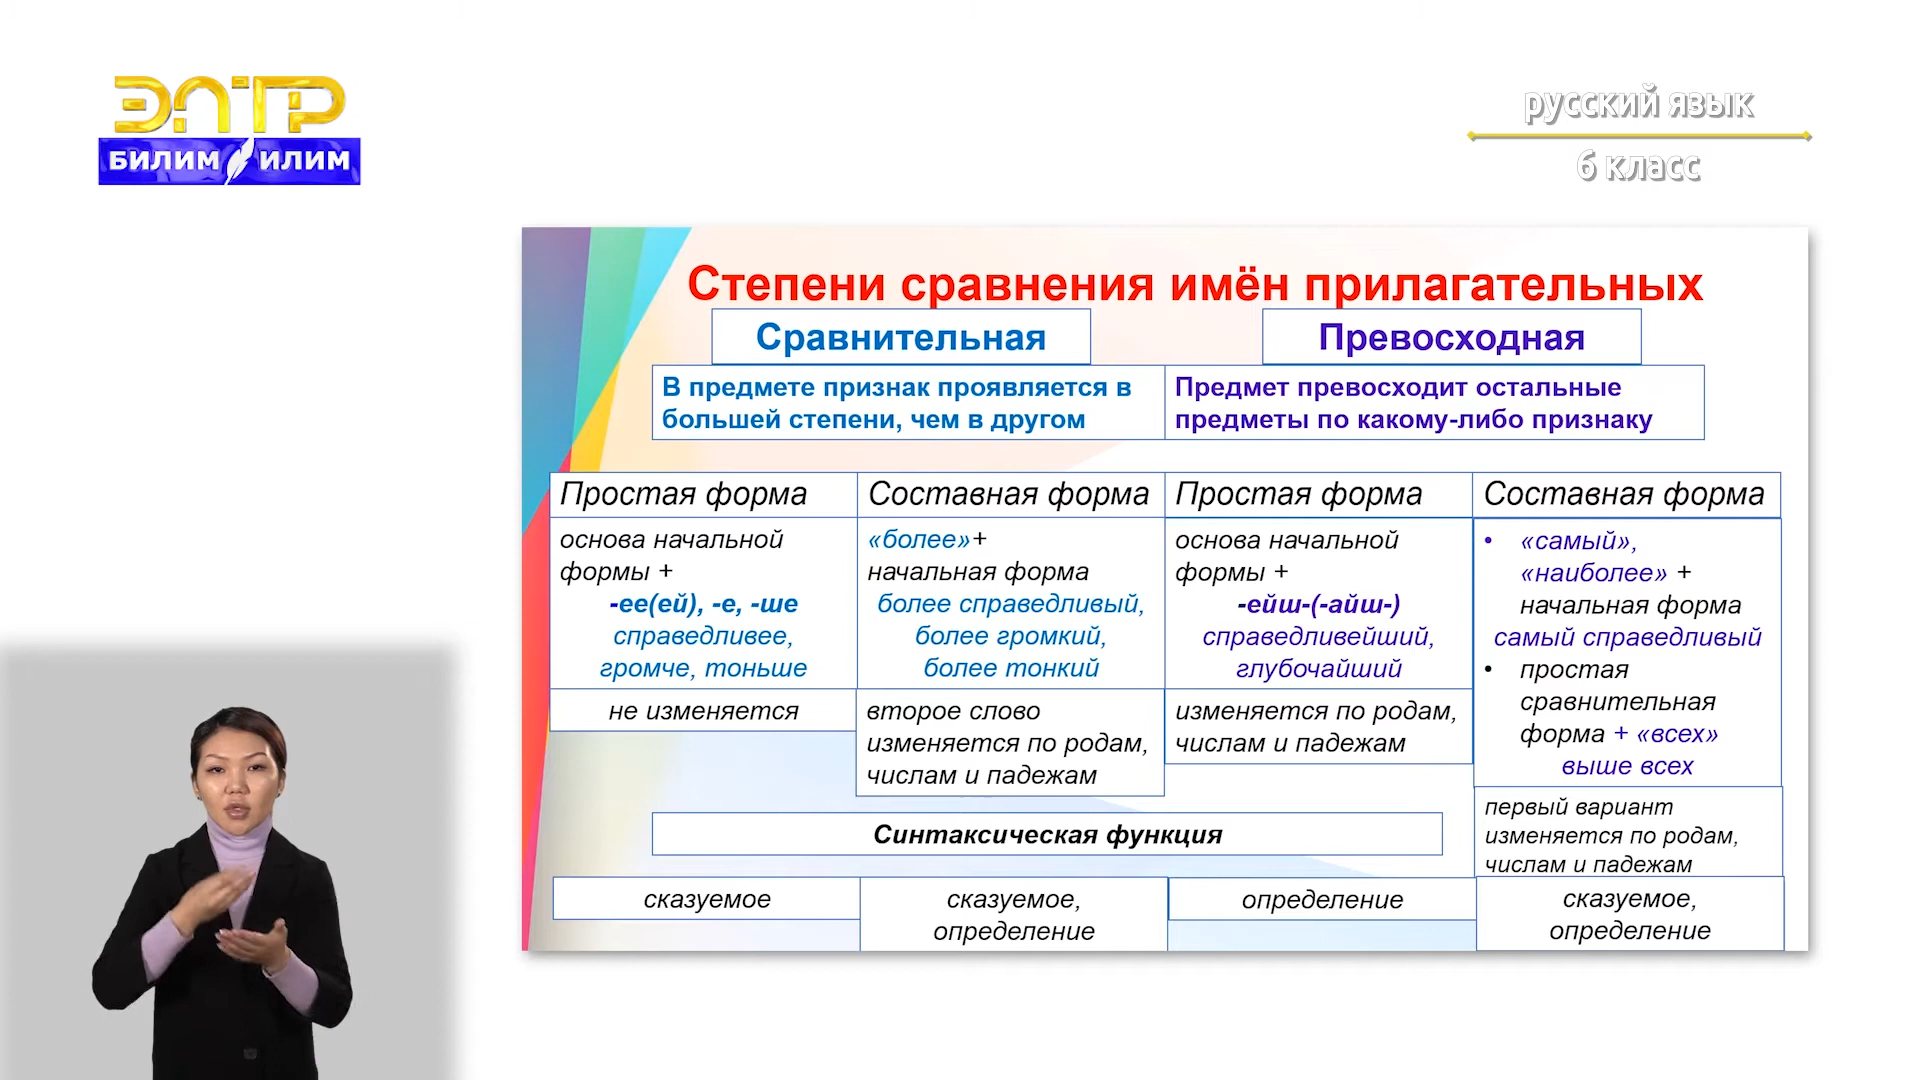 ЭЛТР
БИЛИМ ИЛИМ
русский язык
6 класс
Степени сравнения имён прилагательных
Сравнительная
Превосходная
В предмете признак проявляется в
большей степени, чем в другом
Предмет превосходит остальные
предметы по какому-либо признаку
Простая форма
Составная форма
Простая форма
Составная форма
основа начальной
формы +
-ее(ей), -е, -ше
справедливее,
громче, тоньше
«более»+
начальная форма
более справедливый,
более громкий,
более тонкий
основа начальной
формы +
-ейш-(-айш-)
справедливейший,
глубочайший
• «самый»,
«наиболее» +
начальная форма
самый справедливый
• простая
сравнительная
форма + «всех»
выше всех
не изменяется
второе слово
изменяется по родам,
числам и падежам
изменяется по родам,
числам и падежам
первый вариант
изменяется по родам,
числам и падежам
Синтаксическая функция
сказуемое
сказуемое,
определение
определение
сказуемое,
определение